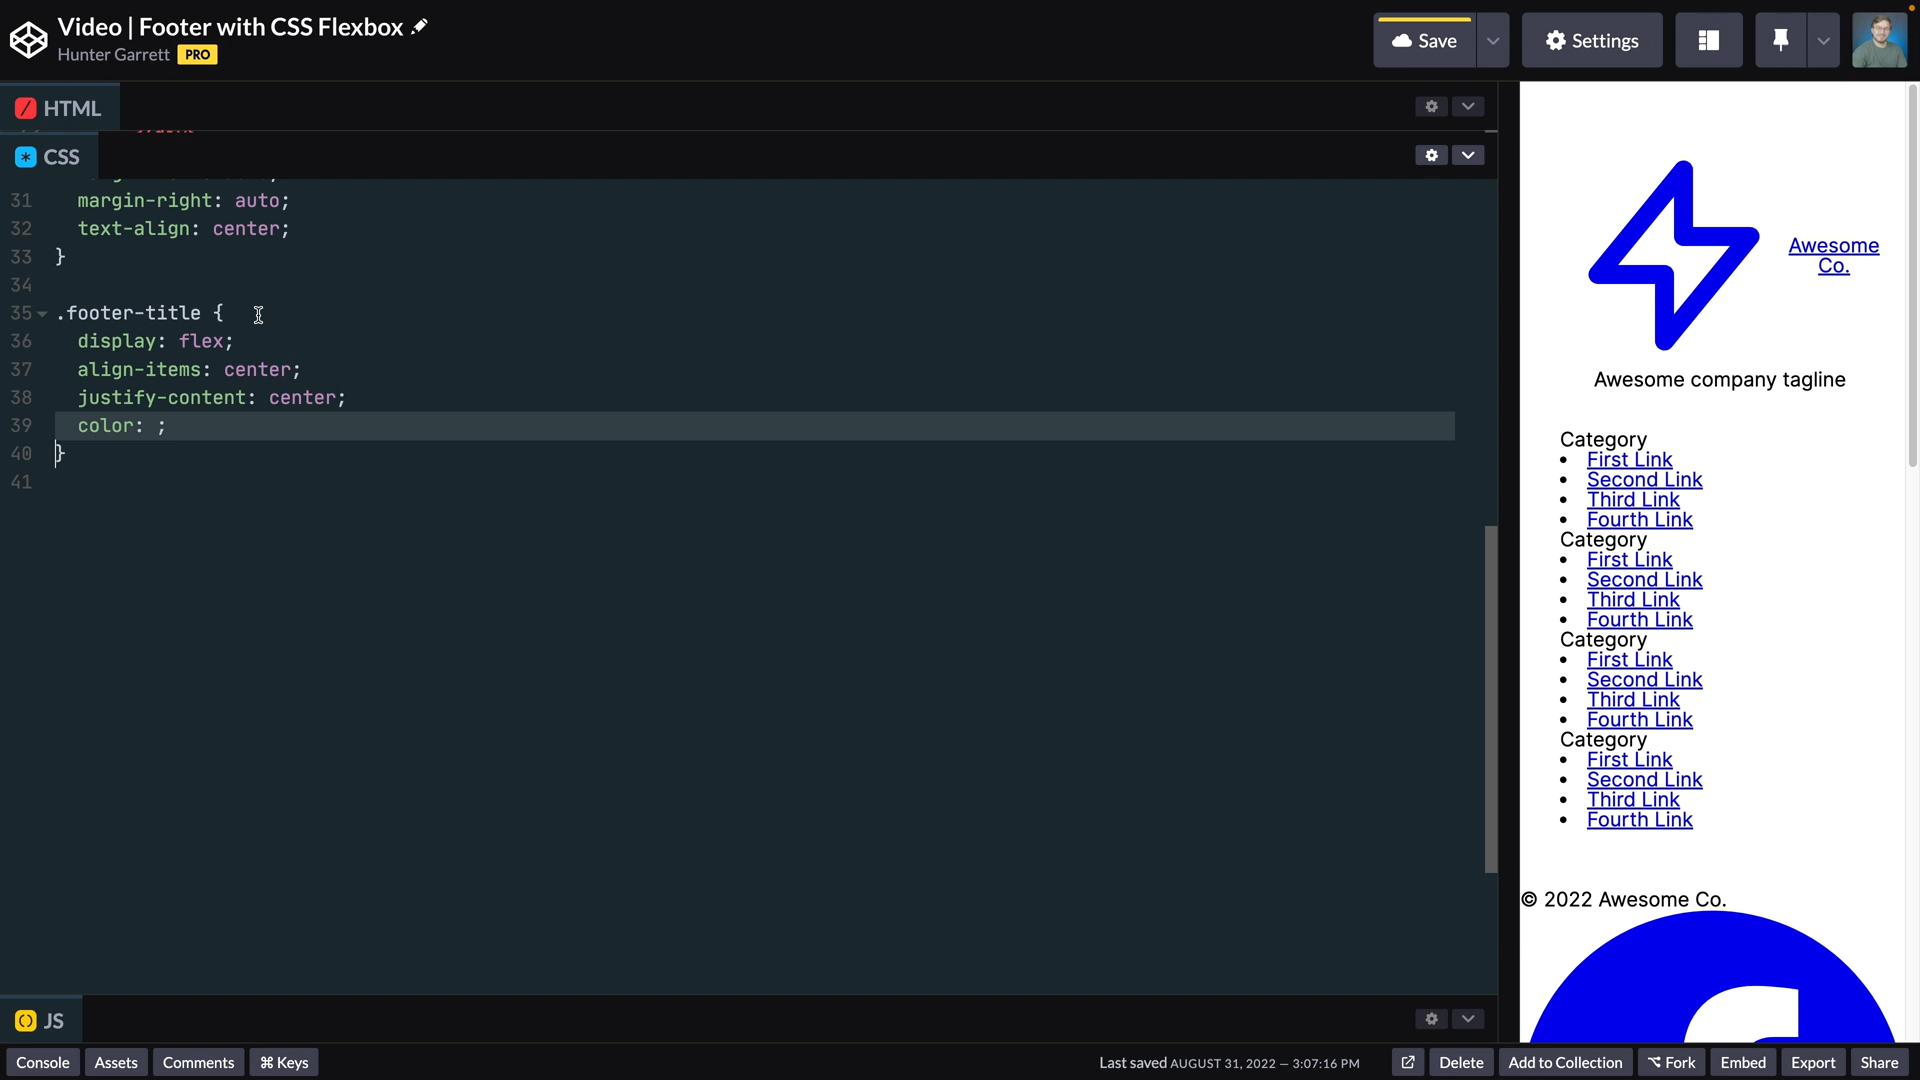 Video | Footer with CSS Flexbox
Hunter Garrett PRO
Save
Settings
HTML
CSS
31 margin-right: auto;
32 text-align: center;
33 }
34
35 .footer-title {
36 display: flex;
37 align-items: center;
38 justify-content: center;
39 color: ;
40 }
41
JS
Awesome
Co.
Awesome company tagline
Category
• First Link
• Second Link
• Third Link
• Fourth Link
Category
• First Link
• Second Link
• Third Link
• Fourth Link
Category
• First Link
• Second Link
• Third Link
• Fourth Link
Category
• First Link
• Second Link
• Third Link
• Fourth Link
© 2022 Awesome Co.
Console Assets Comments ⌘ Keys Last saved AUGUST 31, 2022 — 3:07:16 PM Delete Add to Collection Fork Embed Export Share